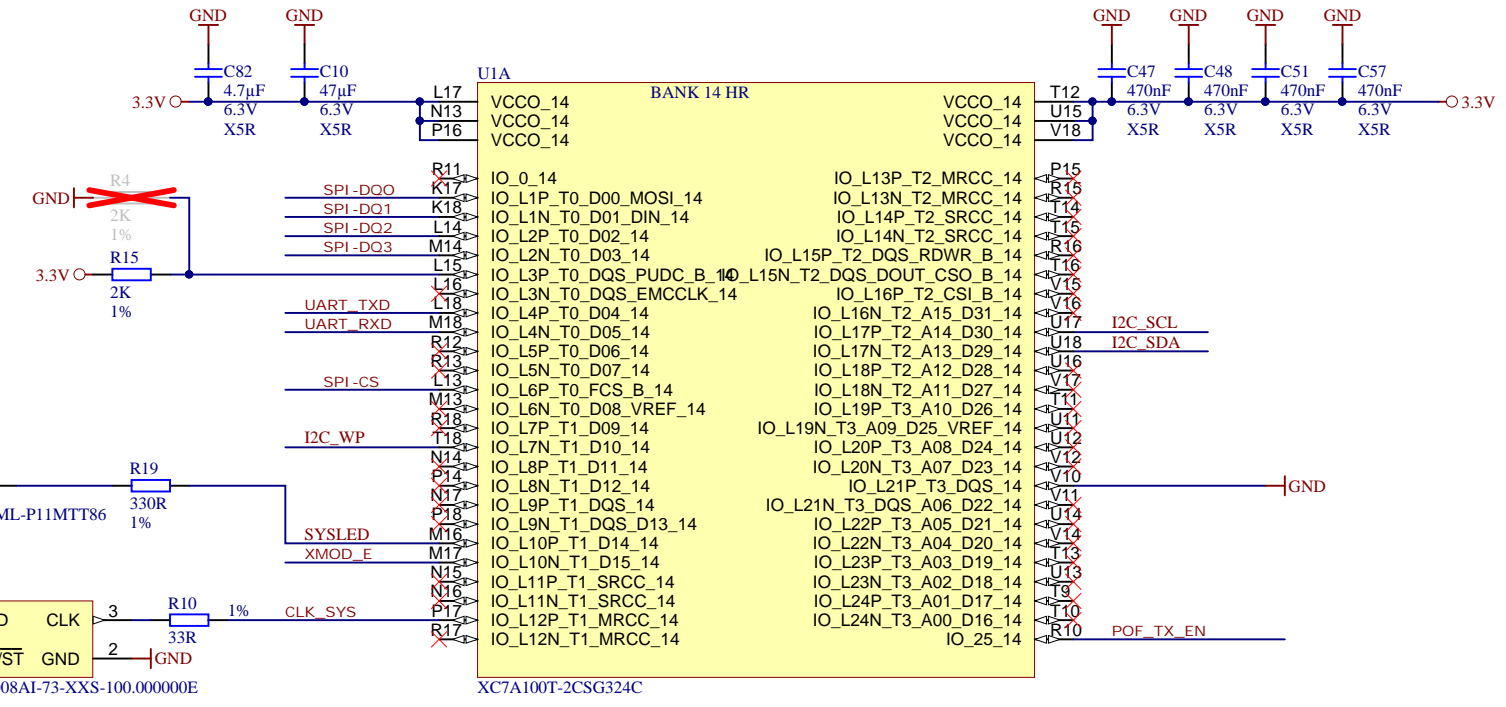 GND GND GND GND GND GND
C82 C10 U1A C47 C48 C51 C57
4.7µF 47µF BANK 14 HR 470nF 470nF 470nF 470nF
3.3V 6.3V 6.3V L17 VCCO_14 VCCO_14 T12 6.3V 6.3V 6.3V 6.3V 3.3V
X5R X5R N13 VCCO_14 VCCO_14 U15 X5R X5R X5R X5R
P16 VCCO_14 VCCO_14 V18
R11 IO_0_14 IO_L13P_T2_MRCC_14 P15
R4
GND SPI-DQ0 K17 IO_L1P_T0_D00_MOSI_14 IO_L13N_T2_MRCC_14 R15
2K SPI-DQ1 K18 IO_L1N_T0_D01_DIN_14 IO_L14P_T2_SRCC_14 T14
1% SPI-DQ2 L14 IO_L2P_T0_D02_14 IO_L14N_T2_SRCC_14 T15
R15 SPI-DQ3 M14 IO_L2N_T0_D03_14 IO_L15P_T2_DQS_RDWR_B_14 R16
3.3V L15 IO_L3P_T0_DQS_PUDC_B_14 IO_L15N_T2_DQS_DOUT_CSO_B_14 T16
2K L16 IO_L3N_T0_DQS_EMCCLK_14 IO_L16P_T2_CSI_B_14 V15
1% UART_TXD L18 IO_L4P_T0_D04_14 IO_L16N_T2_A15_D31_14 V16
UART_RXD M18 IO_L4N_T0_D05_14 IO_L17P_T2_A14_D30_14 U17 I2C_SCL
R12 IO_L5P_T0_D06_14 IO_L17N_T2_A13_D29_14 U18 I2C_SDA
R13 IO_L5N_T0_D07_14 IO_L18P_T2_A12_D28_14 U16
SPI-CS L13 IO_L6P_T0_FCS_B_14 IO_L18N_T2_A11_D27_14 V17
M13 IO_L6N_T0_D08_VREF_14 IO_L19P_T3_A10_D26_14 T11
R18 IO_L7P_T1_D09_14 IO_L19N_T3_A09_D25_VREF_14 U11
I2C_WP T18 IO_L7N_T1_D10_14 IO_L20P_T3_A08_D24_14 U12
N14 IO_L8P_T1_D11_14 IO_L20N_T3_A07_D23_14 V12
R19 P14 IO_L8N_T1_D12_14 IO_L21P_T3_DQS_14 V10 GND
330R N17 IO_L9P_T1_DQS_14 IO_L21N_T3_DQS_A06_D22_14 V11
ML-P11MTT86 1% P18 IO_L9N_T1_DQS_D13_14 IO_L22P_T3_A05_D21_14 U14
SYSLED M16 IO_L10P_T1_D14_14 IO_L22N_T3_A04_D20_14 V14
XMOD_E M17 IO_L10N_T1_D15_14 IO_L23P_T3_A03_D19_14 T13
N15 IO_L11P_T1_SRCC_14 IO_L23N_T3_A02_D18_14 U13
N16 IO_L11N_T1_SRCC_14 IO_L24P_T3_A01_D17_14 T9
CLK 3 R10 1% CLK_SYS P17 IO_L12P_T1_MRCC_14 IO_L24N_T3_A00_D16_14 T10
33R R17 IO_L12N_T1_MRCC_14 IO_25_14 R10 POF_TX_EN
/ST GND 2 GND
08AI-73-XXS-100.000000E XC7A100T-2CSG324C